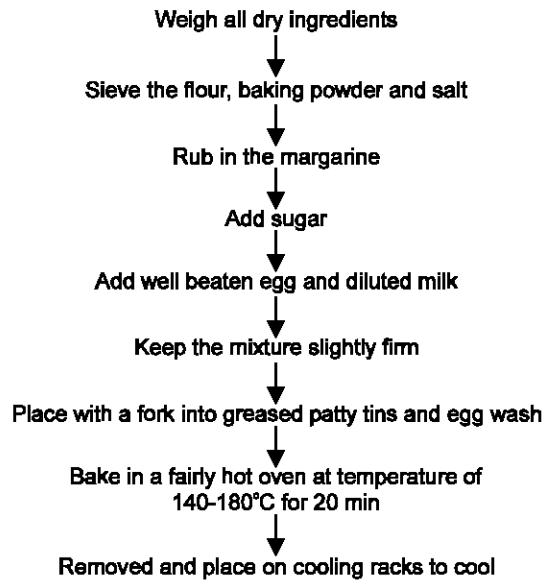 Weigh all dry ingredients
Sieve the flour, baking powder and salt
Rub in the margarine
Add sugar
Add well beaten egg and diluted milk
Keep the mixture slightly firm
Place with a fork into greased patty tins and egg wash
Bake in a fairly hot oven at temperature of
140-180°C for 20 min
Removed and place on cooling racks to cool